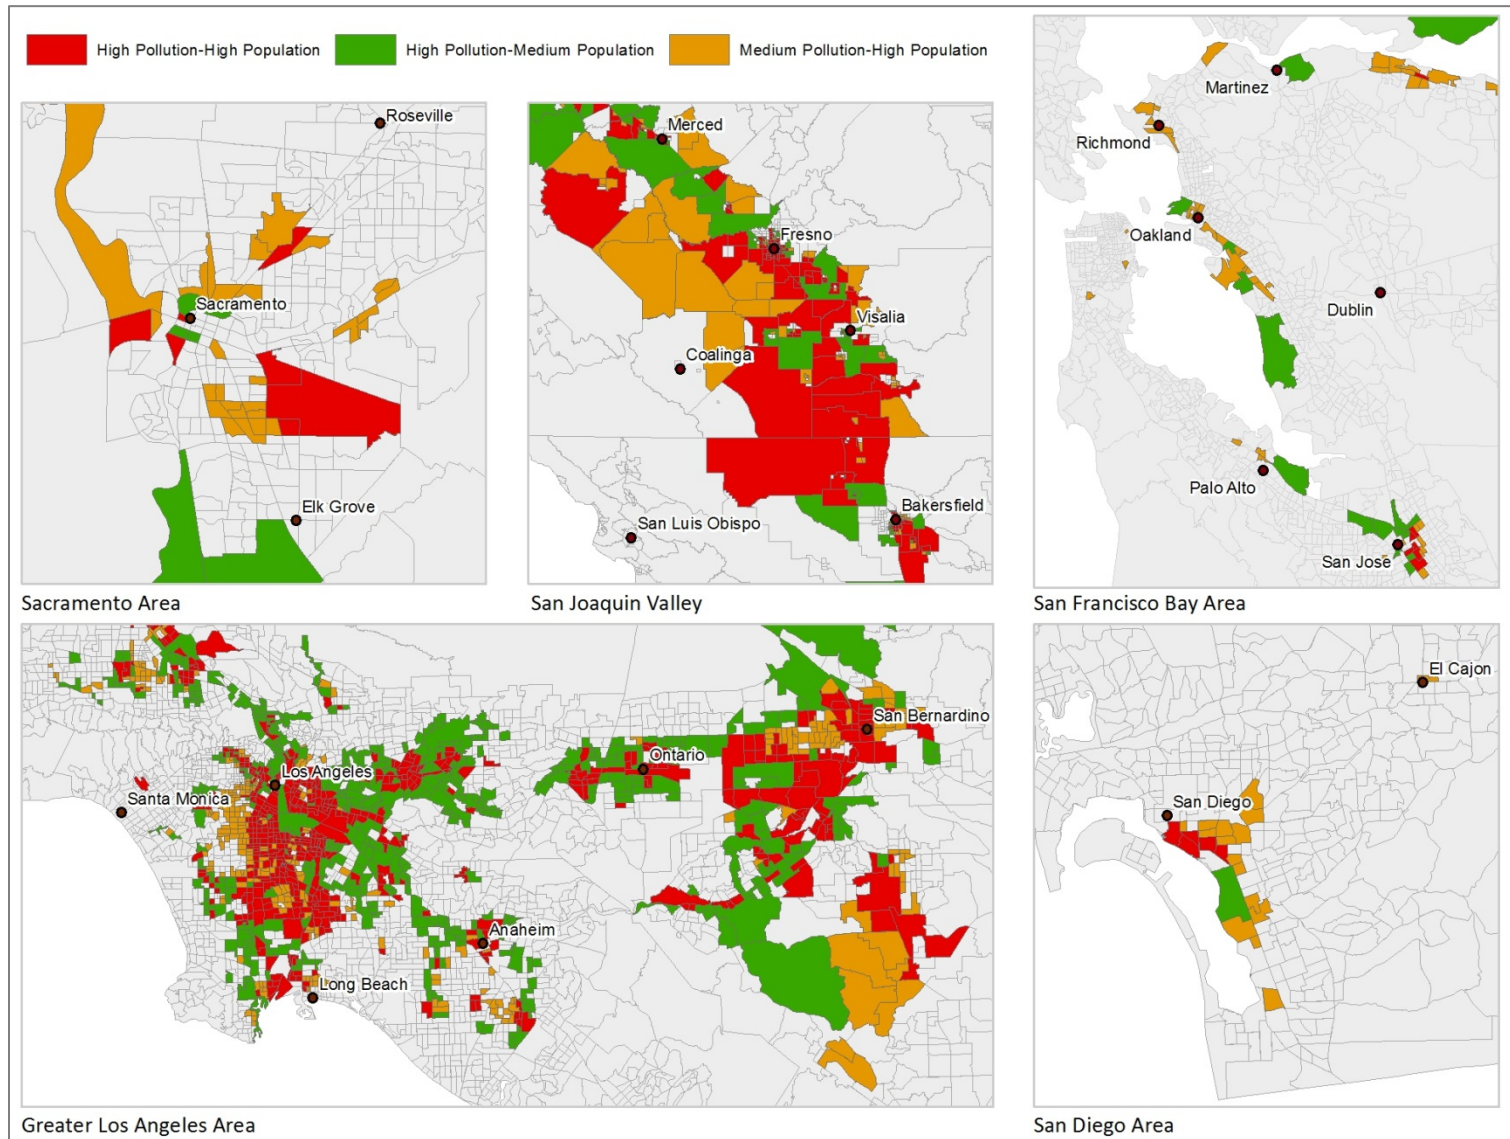 High Pollution-High Population
High Pollution-Medium Population
Medium Pollution-High Population
Roseville
Sacramento
Elk Grove
Sacramento Area
Merced
Fresno
Visalia
Coalinga
Bakersfield
San Luis Obispo
San Joaquin Valley
Martinez
Richmond
Oakland
Dublin
Palo Alto
San Jose
San Francisco Bay Area
San Bernardino
Ontario
Los Angeles
Santa Monica
Anaheim
Long Beach
Greater Los Angeles Area
El Cajon
San Diego
San Diego Area